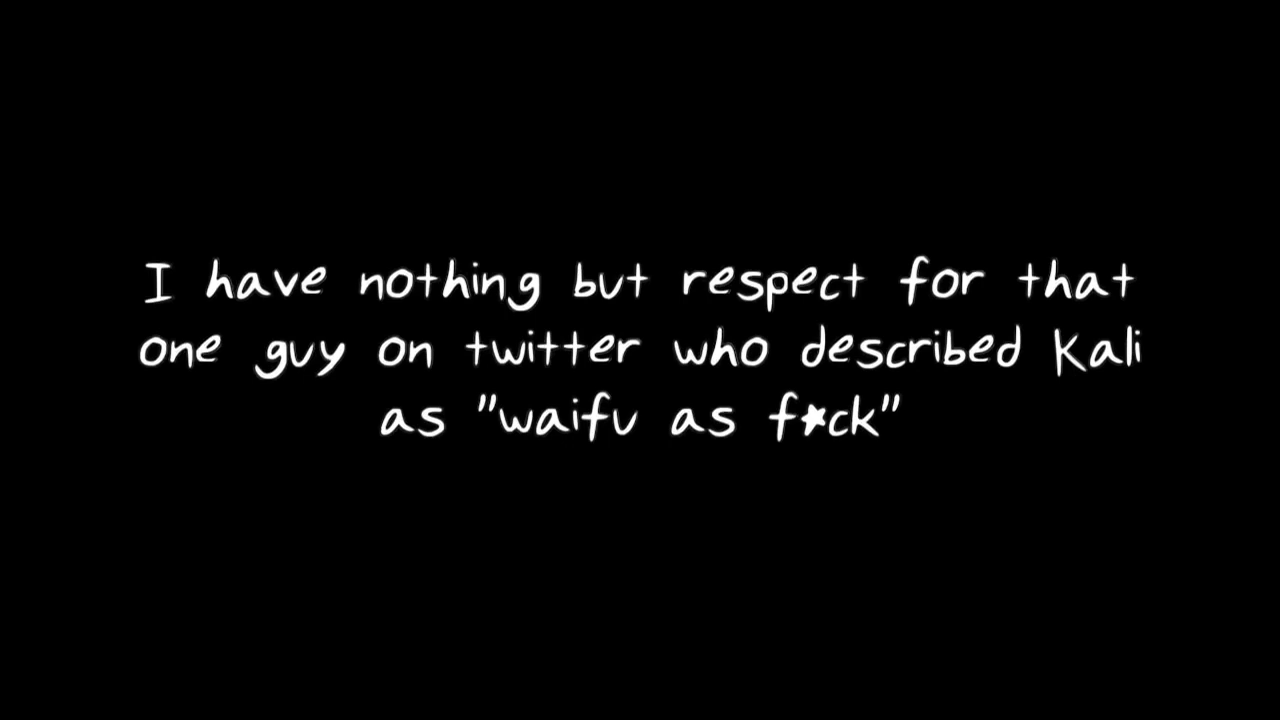 I have nothing but respect for that
one guy on twitter who described Kali
as "waifu as f★ck"